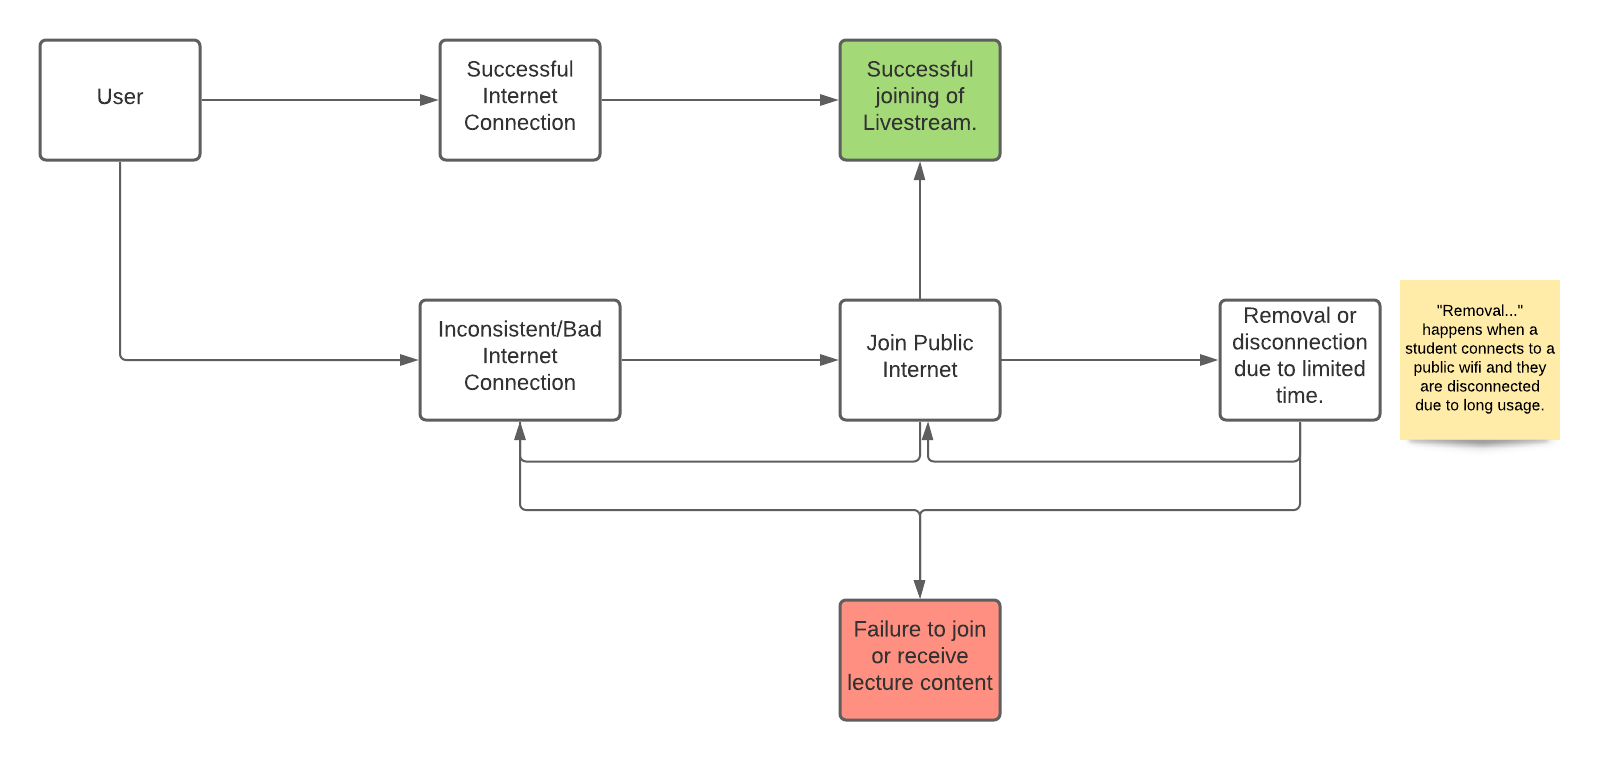 User
Successful
Internet
Connection
Successful
joining of
Livestream.
Inconsistent/Bad
Internet
Connection
Join Public
Internet
Removal or
disconnection
due to limited
time.
"Removal..."
happens when a
student connects to a
public wifi and they
are disconnected
due to long usage.
Failure to join
or receive
lecture content